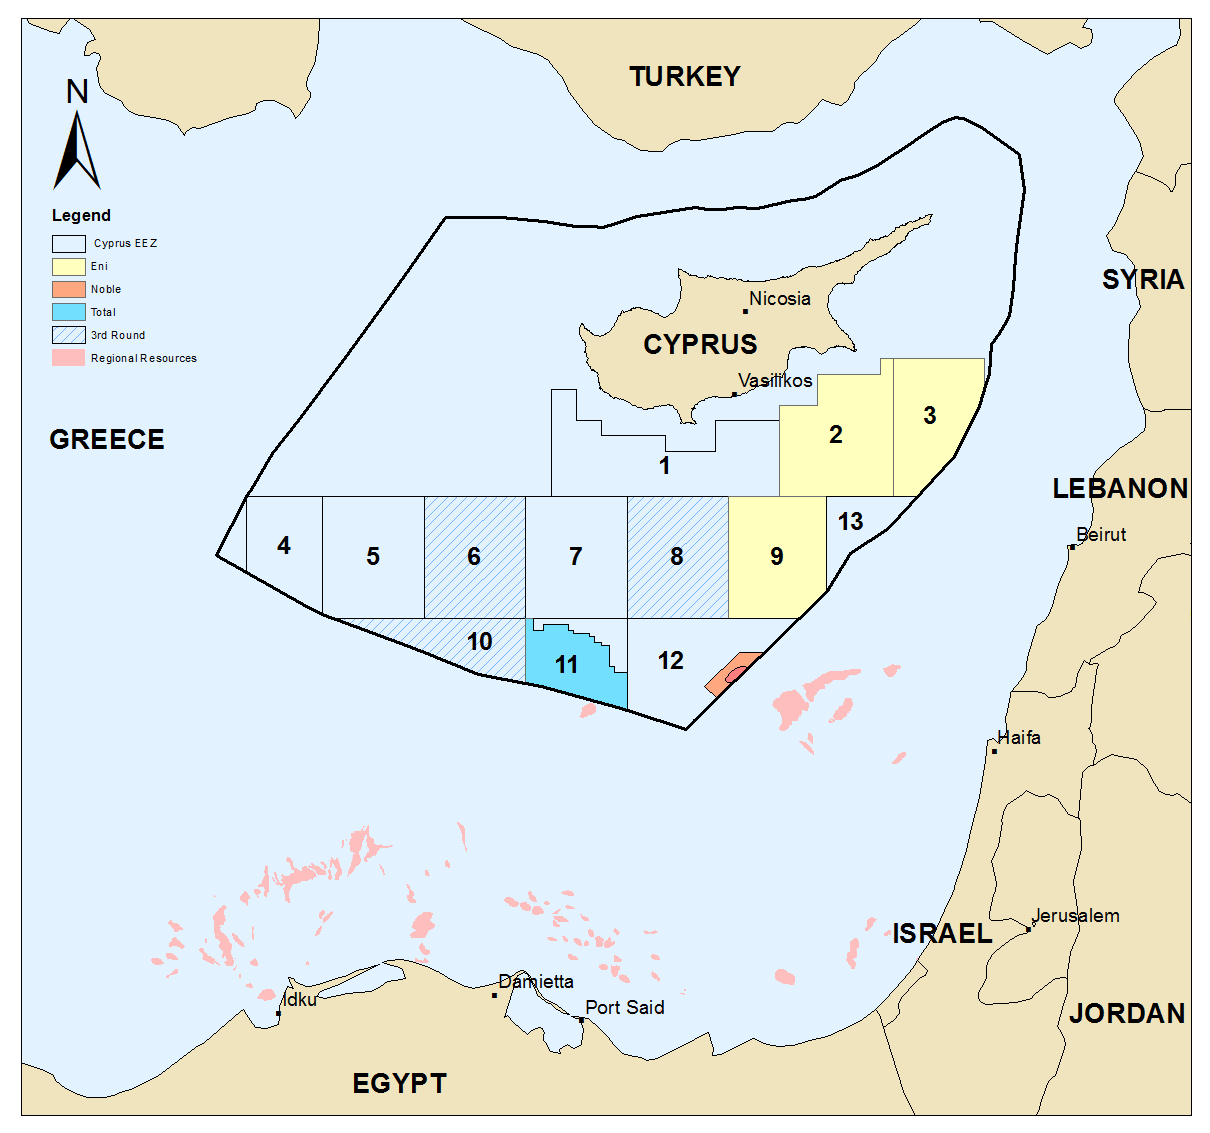 TURKEY
N
Legend
Cyprus EEZ
Eni
Noble
Total
3rd Round
Regional Resources
SYRIA
Nicosia
CYPRUS
Vasilikos
GREECE
3
2
1
LEBANON
13
Beirut
4
5
6
7
8
9
10
11
12
Haifa
Jerusalem
ISRAEL
Damietta
Idku
Port Said
JORDAN
EGYPT